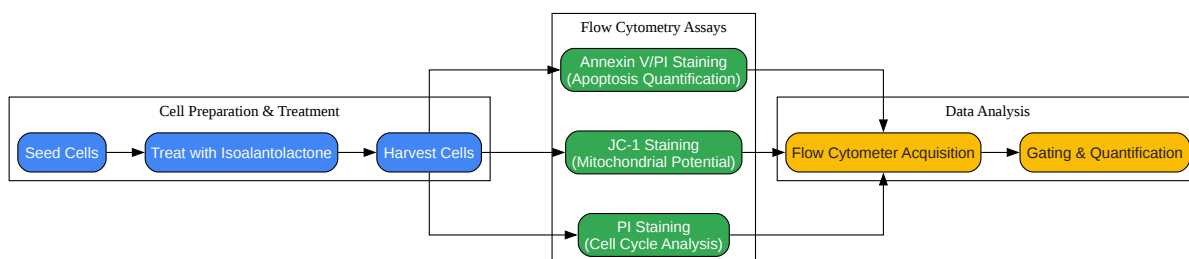 Cell Preparation & Treatment
Seed Cells
Treat with Isoalantolactone
Harvest Cells
Flow Cytometry Assays
Annexin V/PI Staining
(Apoptosis Quantification)
JC-1 Staining
(Mitochondrial Potential)
PI Staining
(Cell Cycle Analysis)
Data Analysis
Flow Cytometer Acquisition
Gating & Quantification